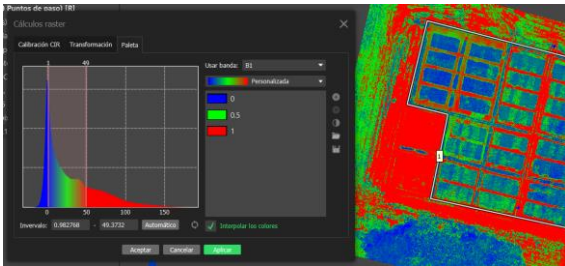 Puntos de paso) [R]
Cálculos raster
Calibración CIR Transformación Paleta
1 49
0 50 100 150
Intervalo: 0.982768 - 49.3732 Automático
Usar banda: B1
Personalizada
0
0.5
1
Interpolar los colores
Aceptar Cancelar Aplicar
1